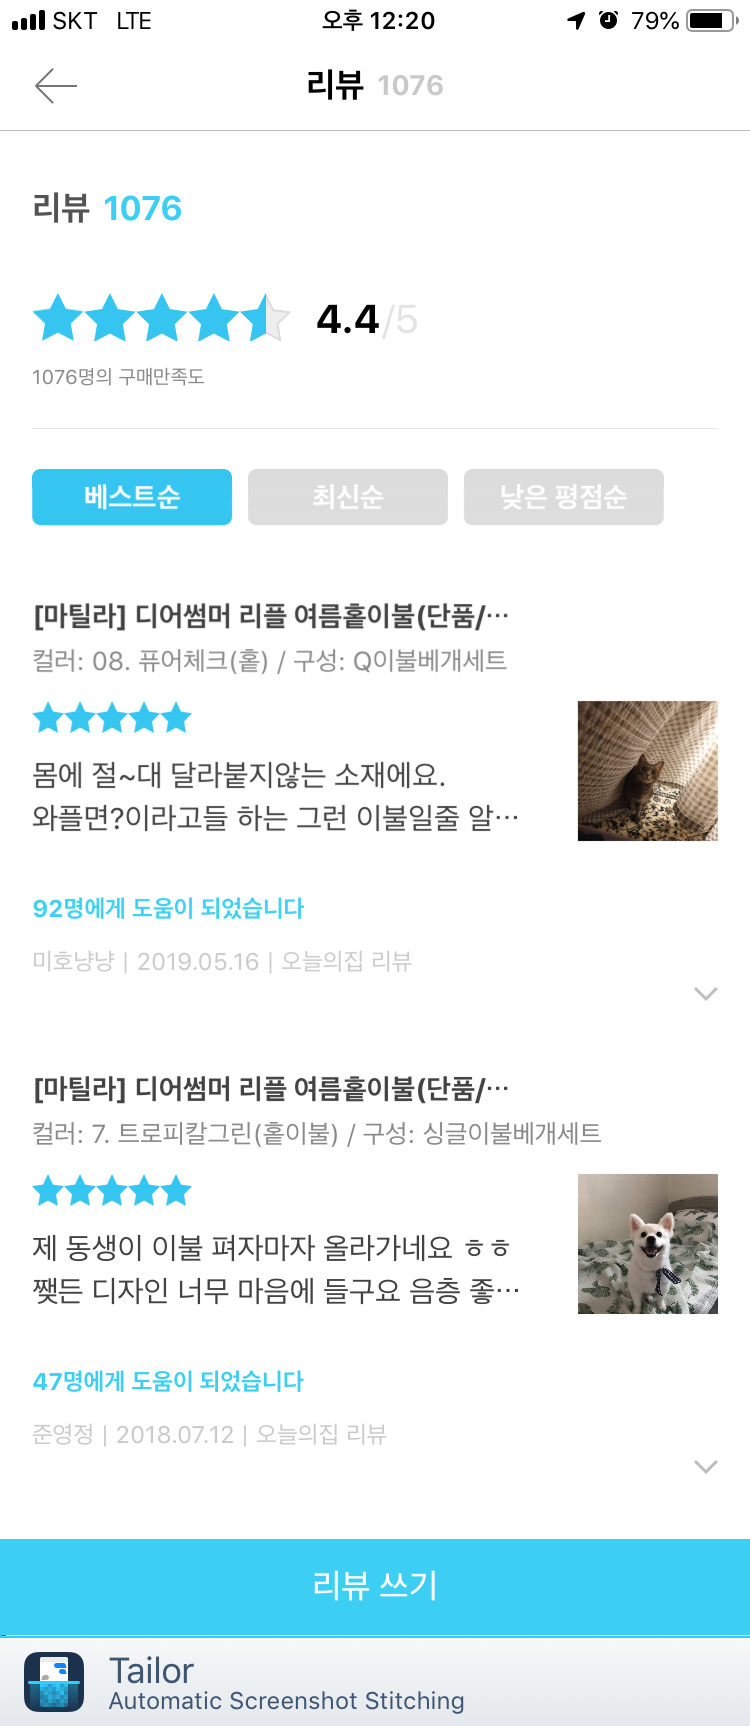 SKT LTE 오후 12:20 79%
리뷰 1076
리뷰 1076
4.4/5
1076명의 구매만족도
베스트순 최신순 낮은 평점순
[마틸라] 디어썸머 리플 여름홑이불(단품/…
컬러: 08. 퓨어체크(홑) / 구성: Q이불베개세트
몸에 절~대 달라붙지않는 소재에요.
와플면?이라고들 하는 그런 이불일줄 알…
92명에게 도움이 되었습니다
미호냥냥 | 2019.05.16 | 오늘의집 리뷰
[마틸라] 디어썸머 리플 여름홑이불(단품/…
컬러: 7. 트로피칼그린(홑이불) / 구성: 싱글이불베개세트
제 동생이 이불 펴자마자 올라가네요 ㅎㅎ
쨋든 디자인 너무 마음에 들구요 음층 좋…
47명에게 도움이 되었습니다
준영정 | 2018.07.12 | 오늘의집 리뷰
리뷰 쓰기
Tailor
Automatic Screenshot Stitching